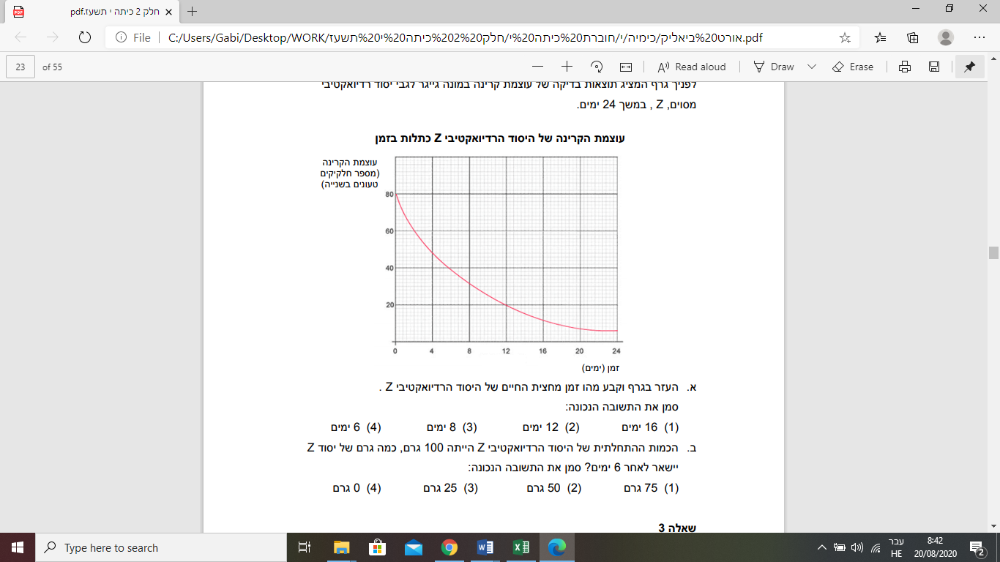 חלק 2 כיתה י תשעז.pdf
File
C:/Users/Gabi/Desktop/WORK/אורט%20ביאליק/כימיה/י/חוברת%20כיתה%20י/חלק%202%20כיתה%20י%20תשעז.pdf
23 of 55
Read aloud
Draw
Erase
לפניך גרף המציג תוצאות בדיקה של עוצמת קרינה במונה גייגר לגבי יסוד רדיואקטיבי
מסוים, Z , במשך 24 ימים.
עוצמת הקרינה של היסוד הרדיואקטיבי Z כתלות בזמן
עוצמת הקרינה
(מספר חלקיקים
טעונים בשנייה)
80
60
40
20
0 4 8 12 16 20 24
זמן (ימים)
א. העזר בגרף וקבע מהו זמן מחצית החיים של היסוד הרדיואקטיבי Z .
סמן את התשובה הנכונה:
(1) 16 ימים (2) 12 ימים (3) 8 ימים (4) 6 ימים
ב. הכמות ההתחלתית של היסוד הרדיואקטיבי Z הייתה 100 גרם, כמה גרם של יסוד Z
יישאר לאחר 6 ימים? סמן את התשובה הנכונה:
(1) 75 גרם (2) 50 גרם (3) 25 גרם (4) 0 גרם
שאלה 3
Type here to search
עבר
HE
8:42
20/08/2020
2